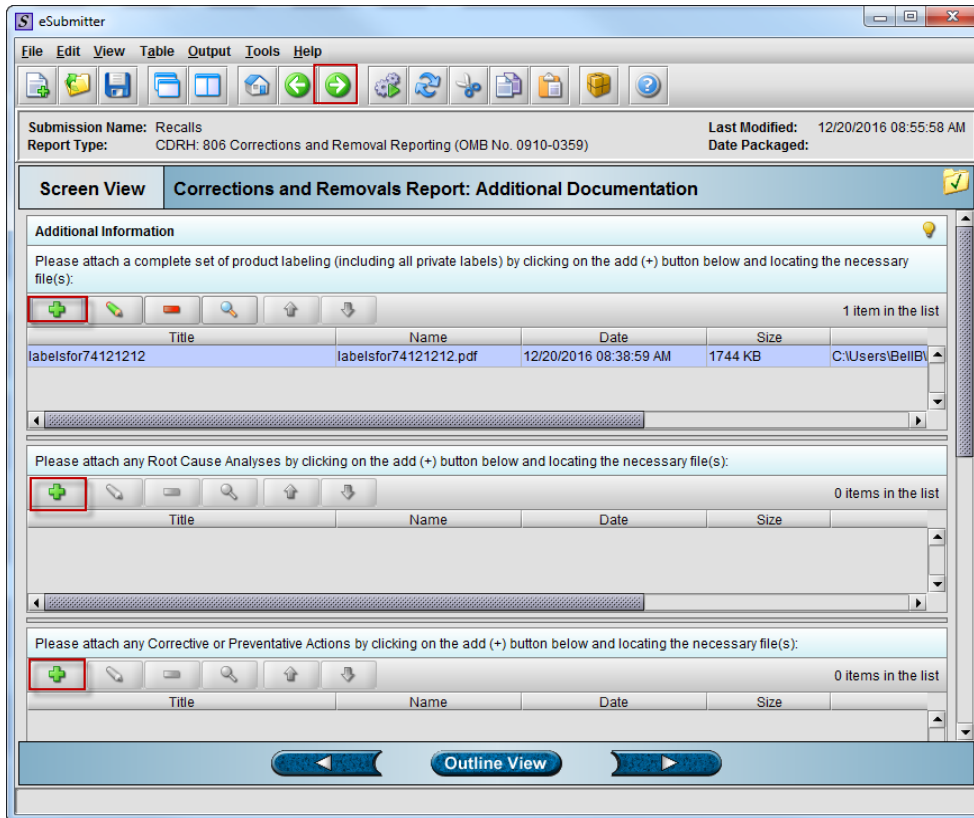 S eSubmitter
File Edit View Table Output Tools Help
Submission Name: Recalls Last Modified: 12/20/2016 08:55:58 AM
Report Type: CDRH: 806 Corrections and Removal Reporting (OMB No. 0910-0359) Date Packaged:
Screen View Corrections and Removals Report: Additional Documentation
Additional Information
Please attach a complete set of product labeling (including all private labels) by clicking on the add (+) button below and locating the necessary
file(s):
1 item in the list
Title Name Date Size
labelsfor74121212 labelsfor74121212.pdf 12/20/2016 08:38:59 AM 1744 KB C:\Users\BellB\
Please attach any Root Cause Analyses by clicking on the add (+) button below and locating the necessary file(s):
0 items in the list
Title Name Date Size
Please attach any Corrective or Preventative Actions by clicking on the add (+) button below and locating the necessary file(s):
0 items in the list
Title Name Date Size
Outline View